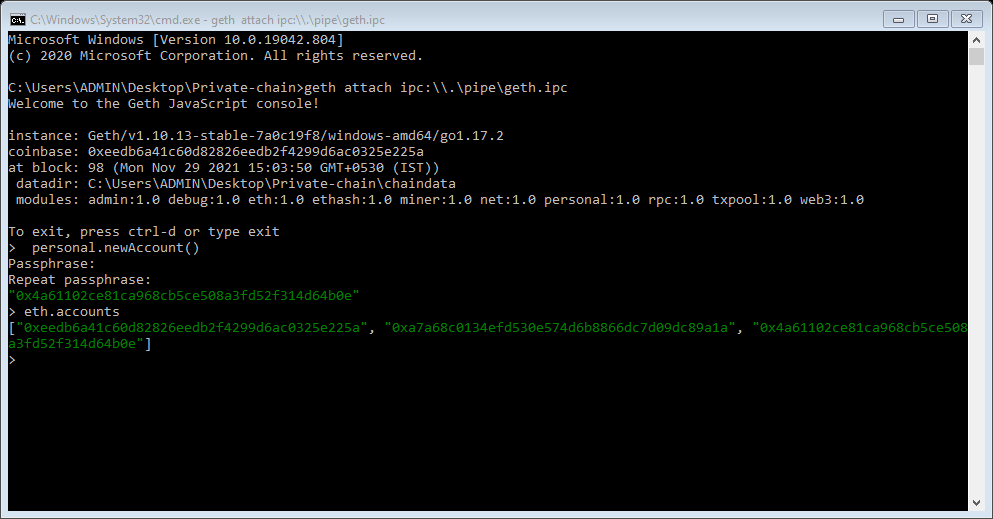 C:\Windows\System32\cmd.exe - geth  attach ipc:\\.\pipe\geth.ipc
Microsoft Windows [Version 10.0.19042.804]
(c) 2020 Microsoft Corporation. All rights reserved.
C:\Users\ADMIN\Desktop\Private-chain>geth attach ipc:\\.\pipe\geth.ipc
Welcome to the Geth JavaScript console!
instance: Geth/v1.10.13-stable-7a0c19f8/windows-amd64/go1.17.2
coinbase: 0xeedb6a41c60d82826eedb2f4299d6ac0325e225a
at block: 98 (Mon Nov 29 2021 15:03:50 GMT+0530 (IST))
 datadir: C:\Users\ADMIN\Desktop\Private-chain\chaindata
 modules: admin:1.0 debug:1.0 eth:1.0 ethash:1.0 miner:1.0 net:1.0 personal:1.0 rpc:1.0 txpool:1.0 web3:1.0
To exit, press ctrl-d or type exit
>  personal.newAccount()
Passphrase:
Repeat passphrase:
"0x4a61102ce81ca968cb5ce508a3fd52f314d64b0e"
> eth.accounts
["0xeedb6a41c60d82826eedb2f4299d6ac0325e225a", "0xa7a68c0134efd530e574d6b8866dc7d09dc89a1a", "0x4a61102ce81ca968cb5ce508
a3fd52f314d64b0e"]
>